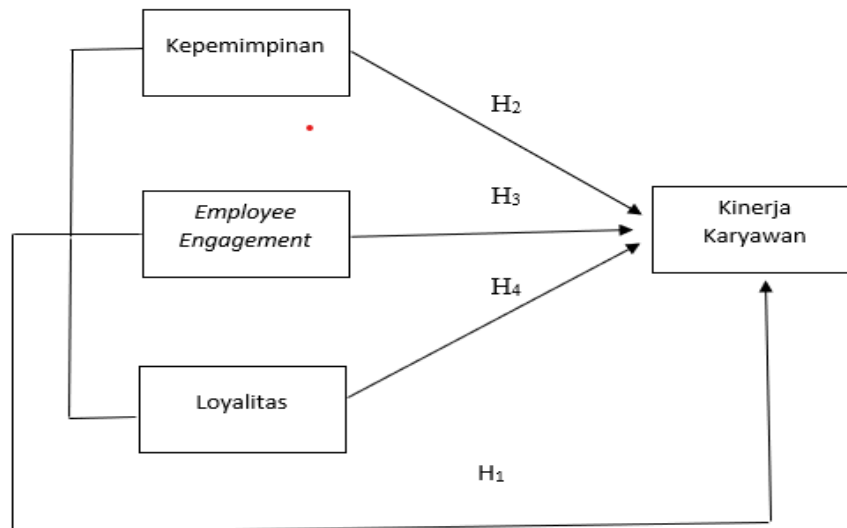 Kepemimpinan
H₂
Employee
Engagement
H₃
Kinerja
Karyawan
H₄
Loyalitas
H₁